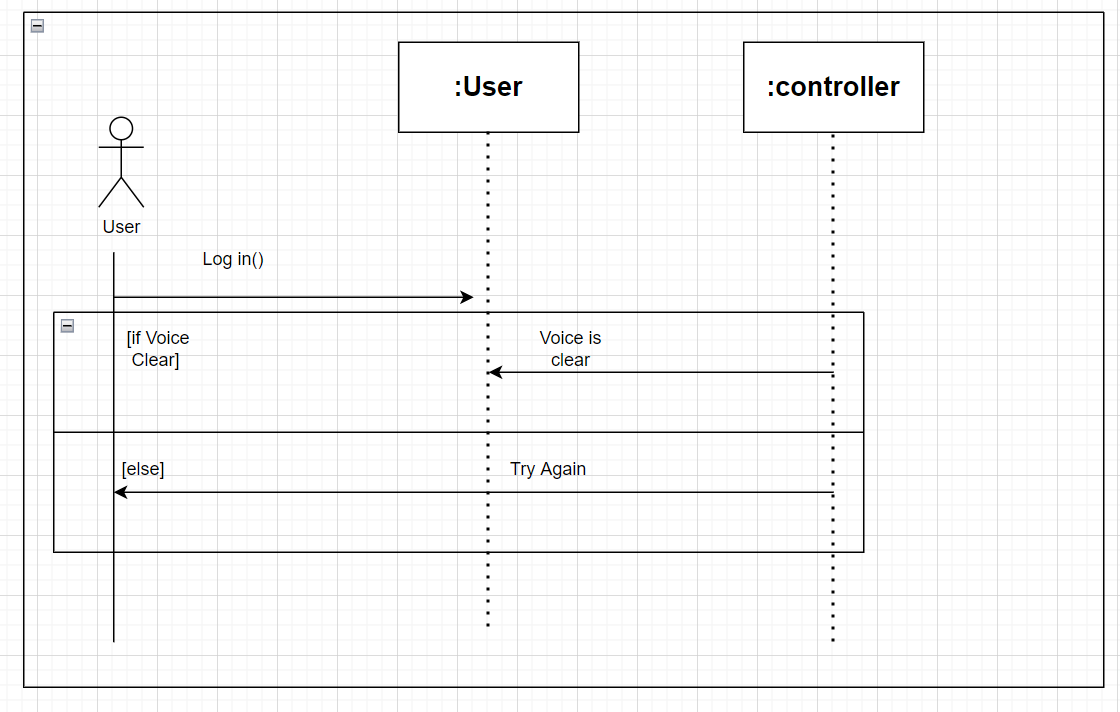 :User
:controller
User
Log in()
[if Voice
Clear]
Voice is
clear
[else]
Try Again